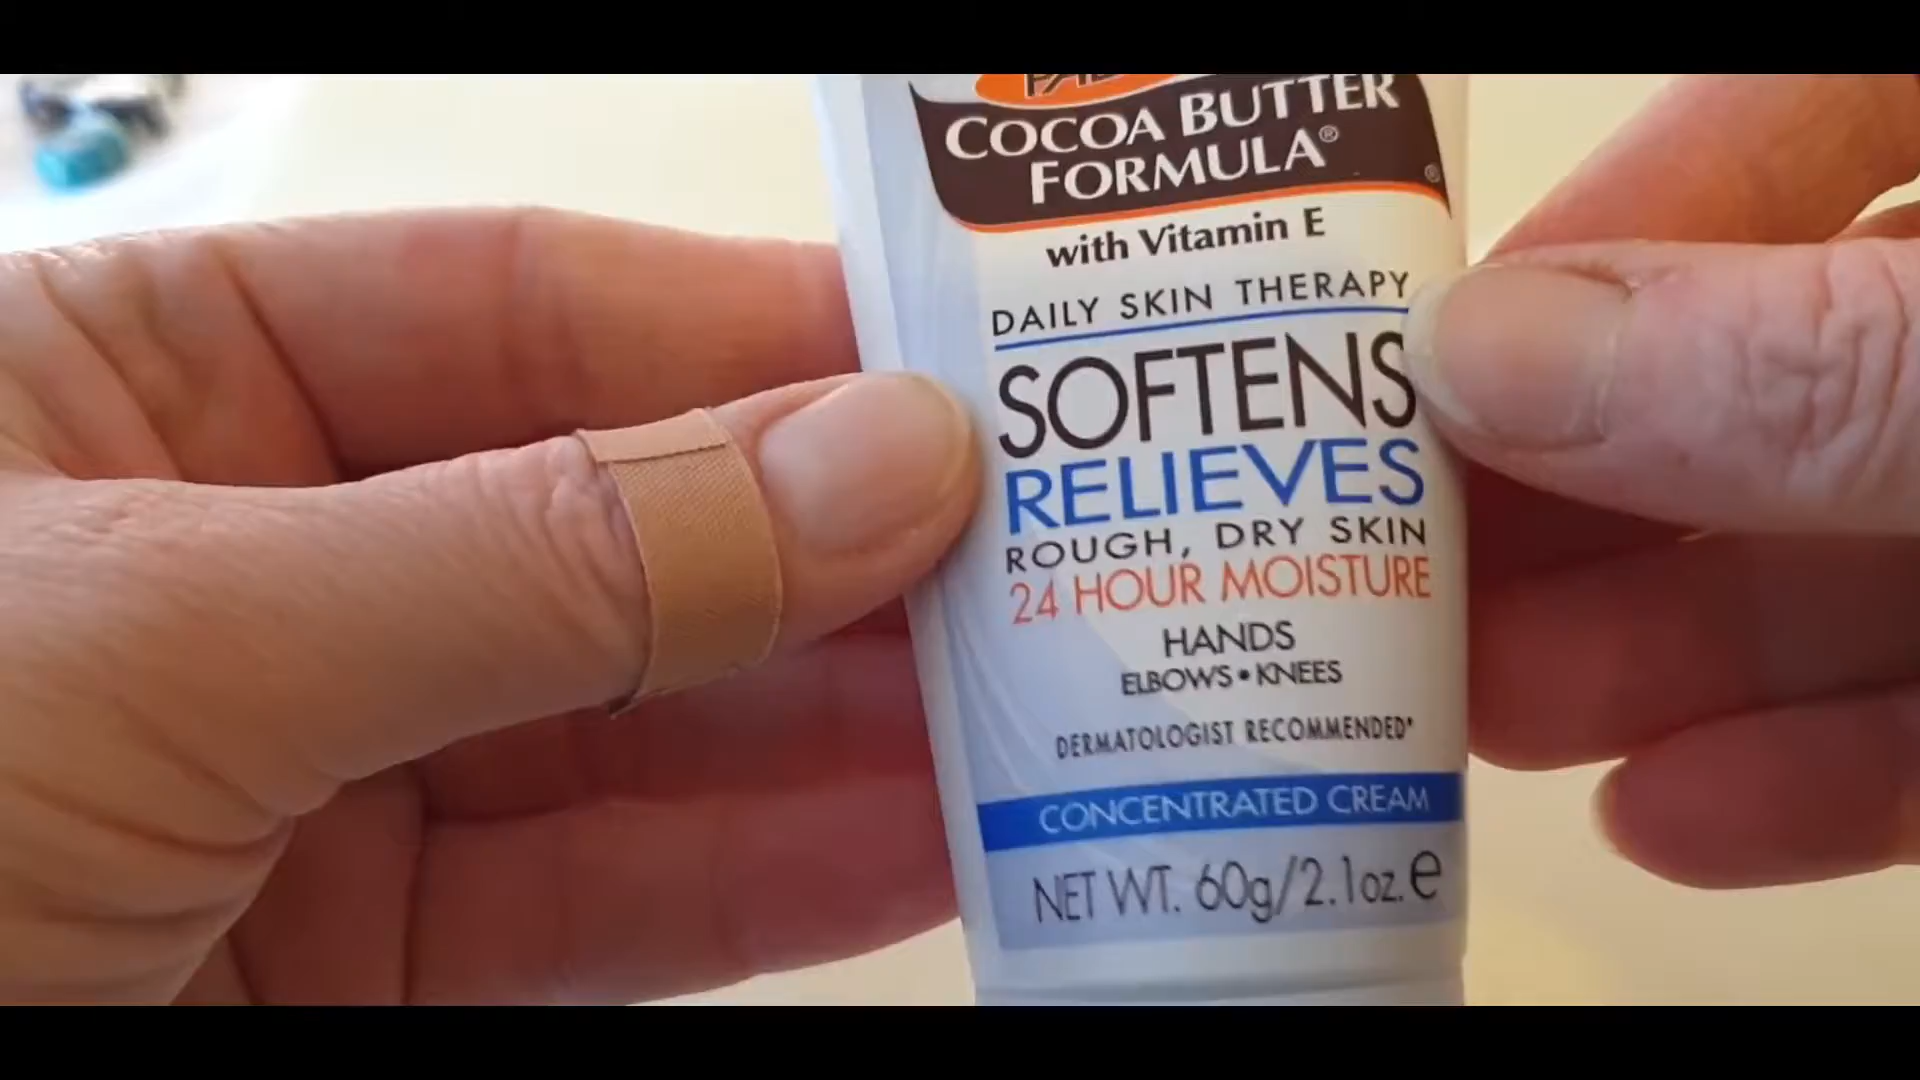 COCOA BUTTER
FORMULA®
®
with Vitamin E
DAILY SKIN THERAPY
SOFTENS
RELIEVES
ROUGH, DRY SKIN
24 HOUR MOISTURE
HANDS
ELBOWS • KNEES
DERMATOLOGIST RECOMMENDED*
CONCENTRATED CREAM
NET WT. 60g/2.1oz. e